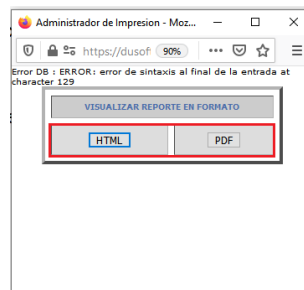 Administrador de Impresion - Moz...
https://dusoft 90%
Error DB : ERROR: error de sintaxis al final de la entrada at
character 129
VISUALIZAR REPORTE EN FORMATO
HTML PDF